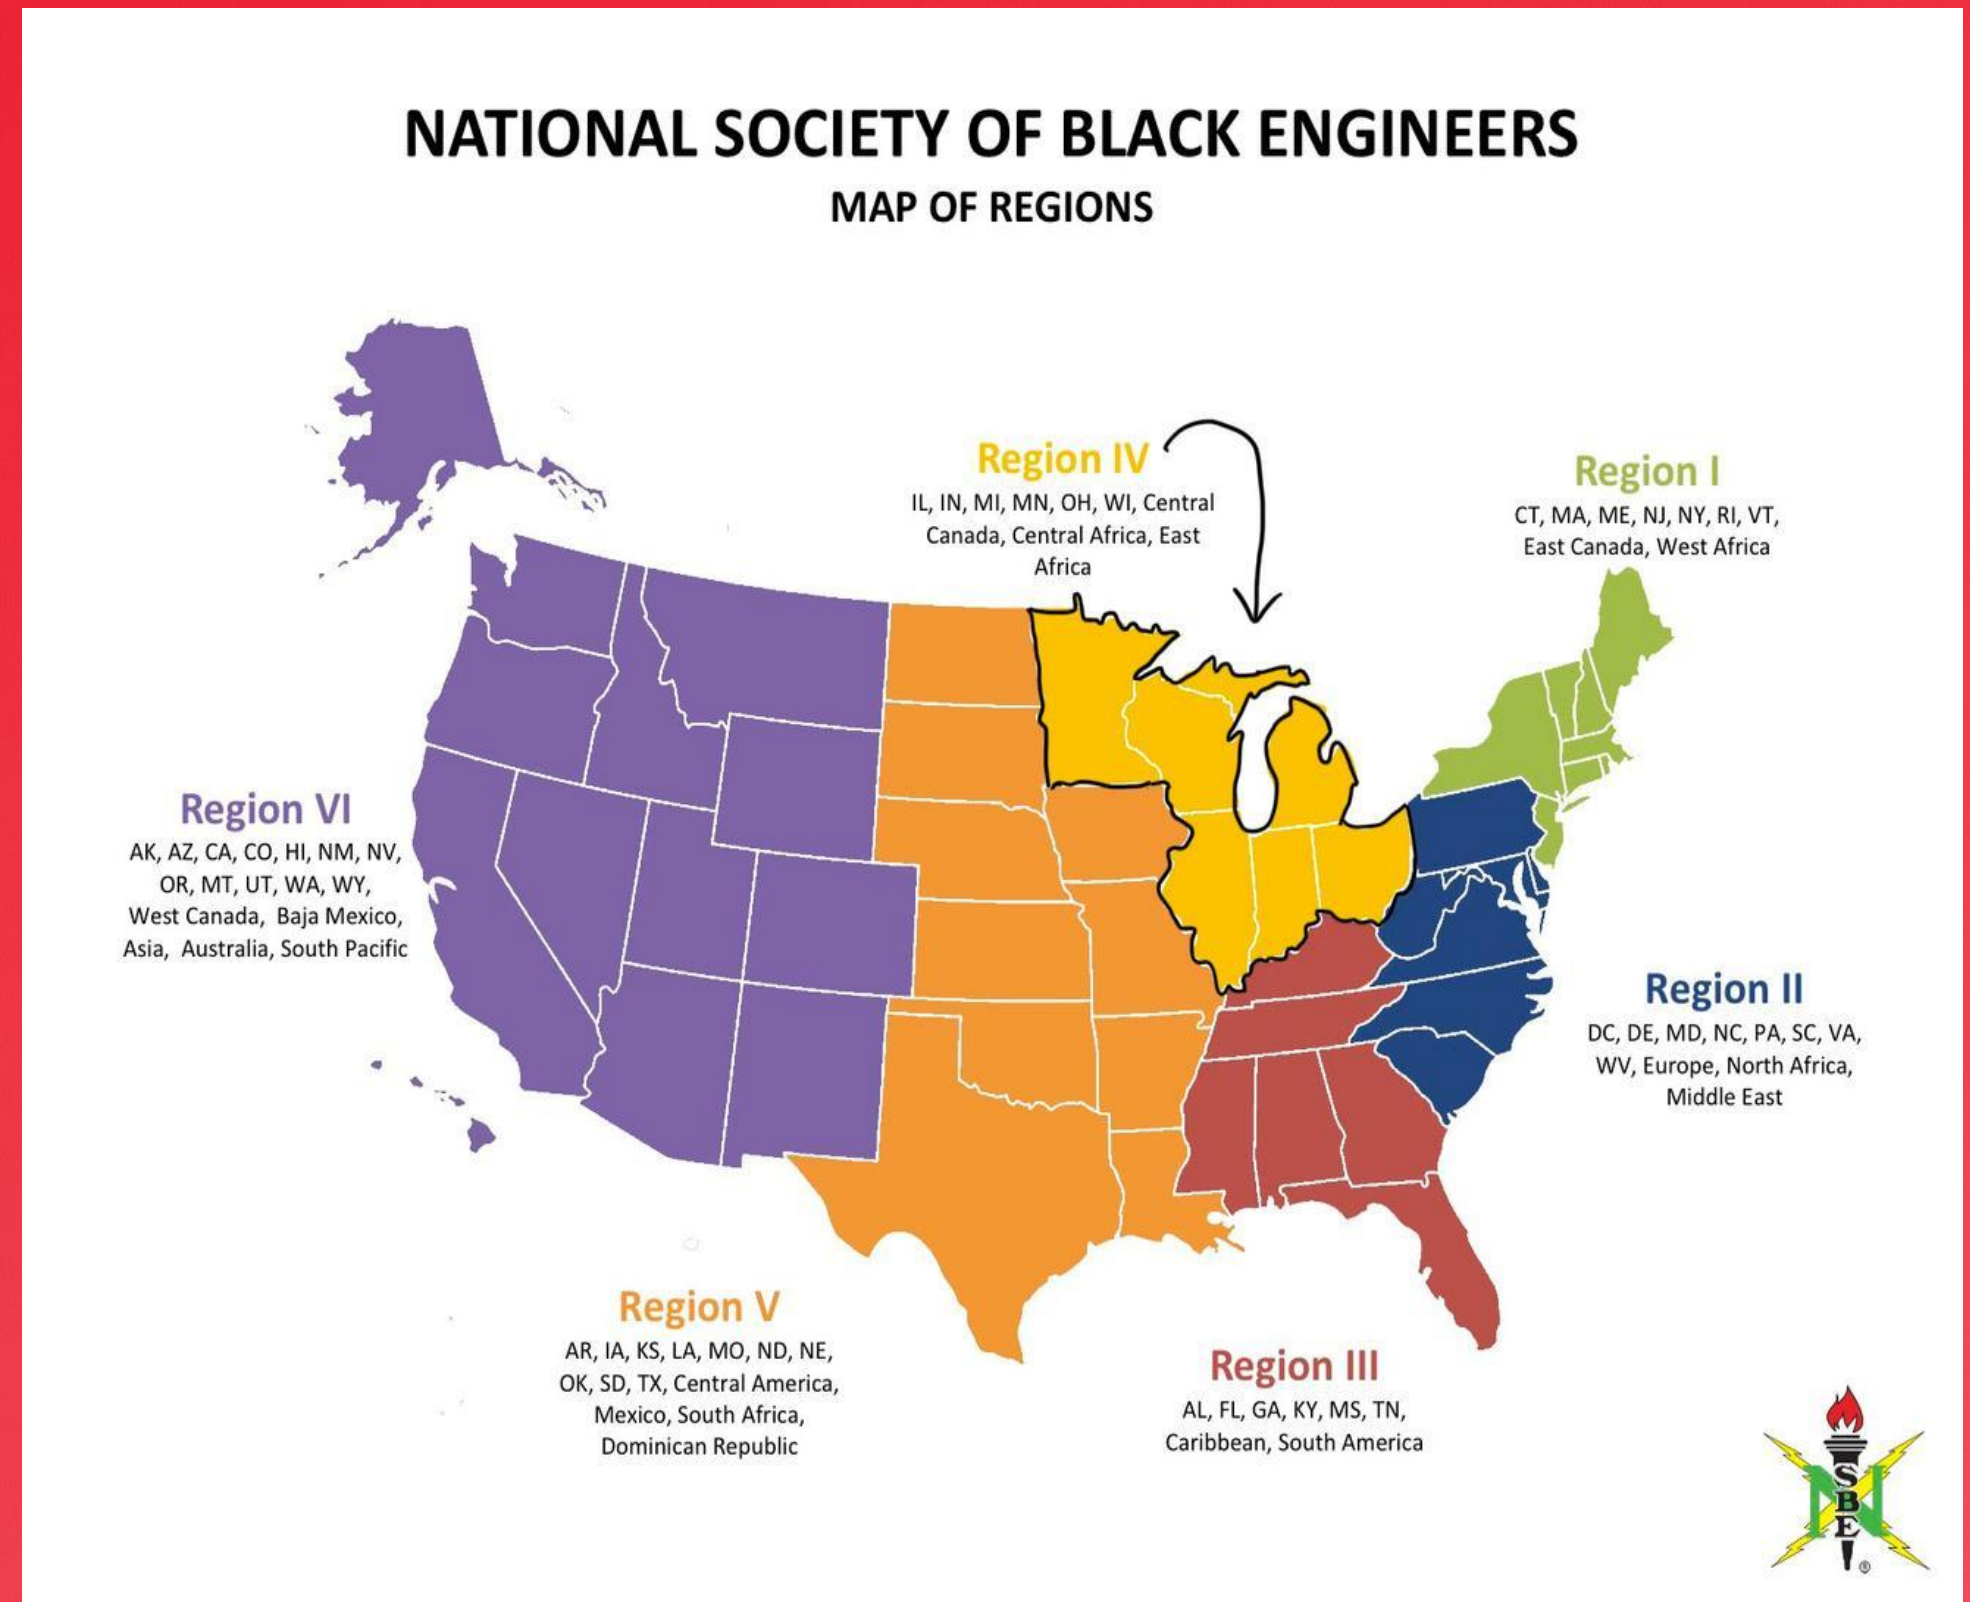 NATIONAL SOCIETY OF BLACK ENGINEERS
MAP OF REGIONS
Region IV
IL, IN, MI, MN, OH, WI, Central
Canada, Central Africa, East
Africa
Region I
CT, MA, ME, NJ, NY, RI, VT,
East Canada, West Africa
Region VI
AK, AZ, CA, CO, HI, NM, NV,
OR, MT, UT, WA, WY,
West Canada, Baja Mexico,
Asia, Australia, South Pacific
Region II
DC, DE, MD, NC, PA, SC, VA,
WV, Europe, North Africa,
Middle East
Region V
AR, IA, KS, LA, MO, ND, NE,
OK, SD, TX, Central America,
Mexico, South Africa,
Dominican Republic
Region III
AL, FL, GA, KY, MS, TN,
Caribbean, South America
N
S
B
E
®